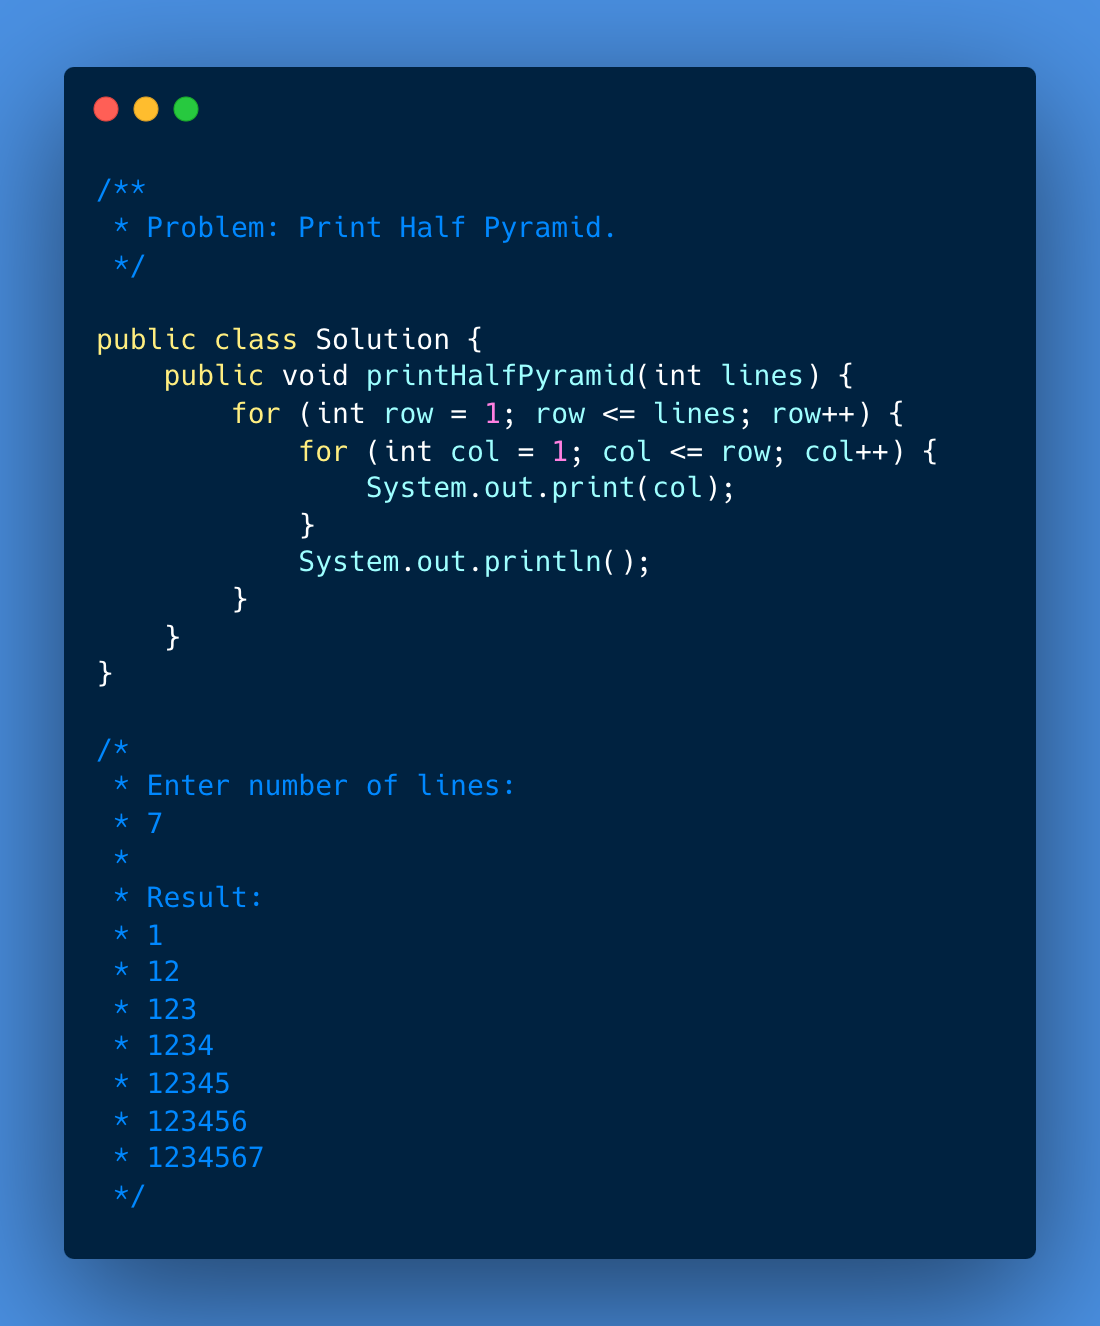 /**
 * Problem: Print Half Pyramid.
 */

public class Solution {
    public void printHalfPyramid(int lines) {
        for (int row = 1; row <= lines; row++) {
            for (int col = 1; col <= row; col++) {
                System.out.print(col);
            }
            System.out.println();
        }
    }
}

/*
 * Enter number of lines:
 * 7
 *
 * Result:
 * 1
 * 12
 * 123
 * 1234
 * 12345
 * 123456
 * 1234567
 */